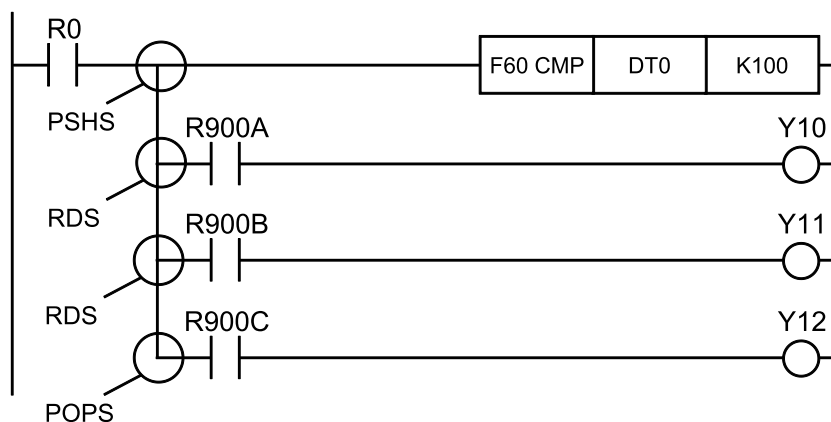 R0
F60 CMP DT0 K100
PSHS
R900A Y10
RDS
R900B Y11
RDS
R900C Y12
POPS